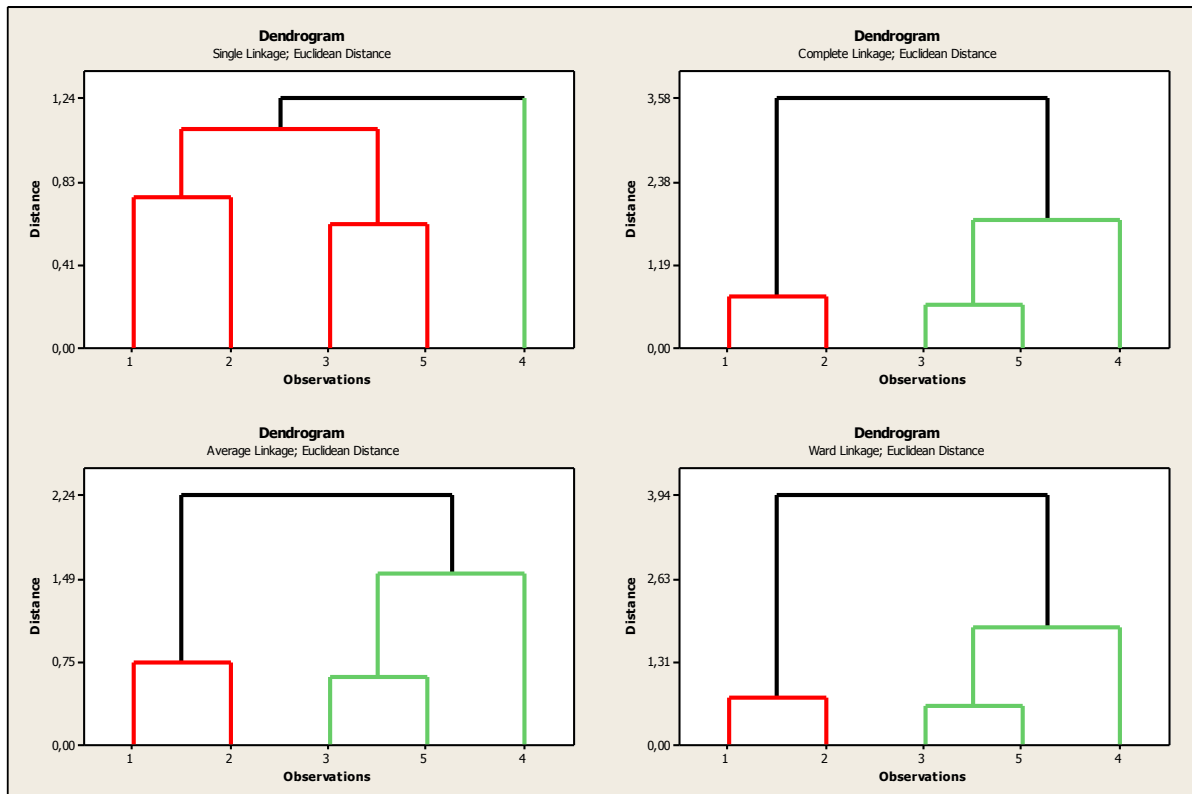 Dendrogram
Single Linkage; Euclidean Distance
1,24
0,83
0,41
0,00
Distance
1 2 3 5 4
Observations
Dendrogram
Complete Linkage; Euclidean Distance
3,58
2,38
1,19
0,00
Distance
1 2 3 5 4
Observations
Dendrogram
Average Linkage; Euclidean Distance
2,24
1,49
0,75
0,00
Distance
1 2 3 5 4
Observations
Dendrogram
Ward Linkage; Euclidean Distance
3,94
2,63
1,31
0,00
Distance
1 2 3 5 4
Observations